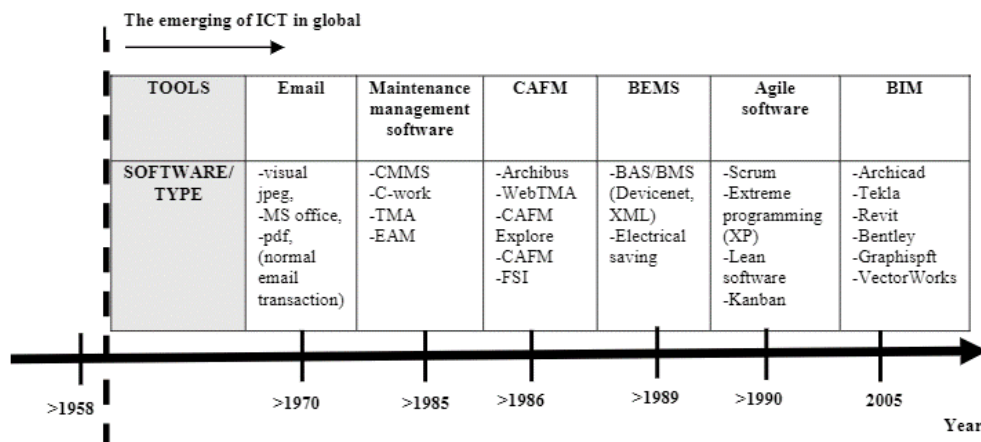 The emerging of ICT in global
TOOLS
Email
Maintenance
management
software
CAFM
BEMS
Agile
software
BIM
SOFTWARE/
TYPE
-visual
jpeg,
-MS office,
-pdf,
(normal
email
transaction)
-CMMS
-C-work
-TMA
-EAM
-Archibus
-WebTMA
-CAFM
Explore
-CAFM
-FSI
-BAS/BMS
(Devicenet,
XML)
-Electrical
saving
-Scrum
-Extreme
programming
(XP)
-Lean
software
-Kanban
-Archicad
-Tekla
-Revit
-Bentley
-Graphispft
-VectorWorks
>1958
>1970
>1985
>1986
>1989
>1990
2005
Year